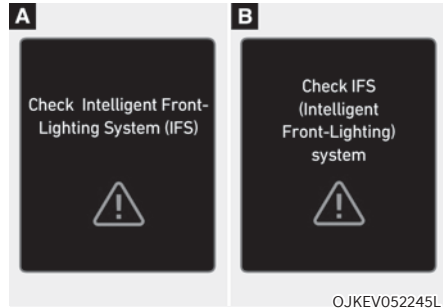 A
Check Intelligent Front-
Lighting System (IFS)
B
Check IFS
(Intelligent
Front-Lighting)
system
OJKEV052245L